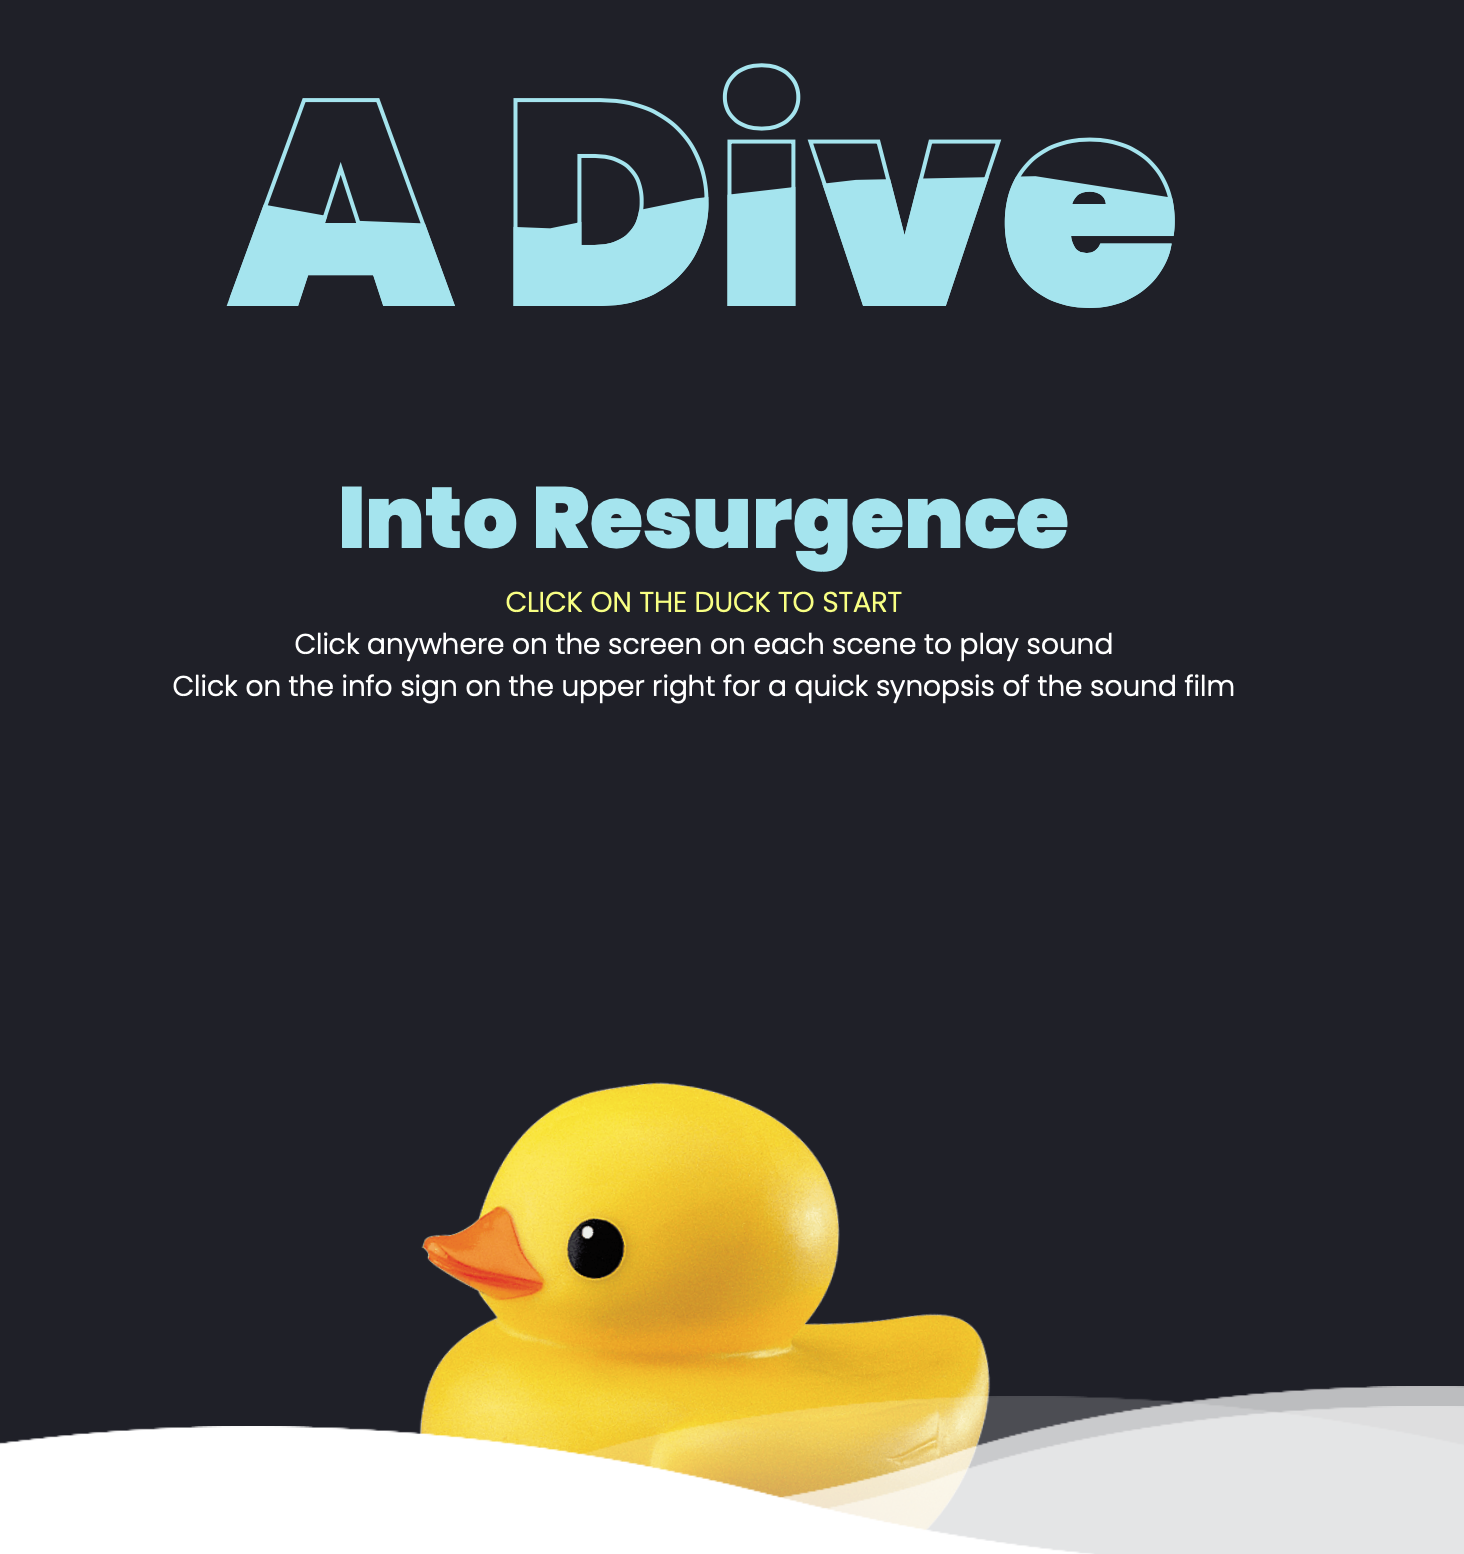 A Dive
Into Resurgence
CLICK ON THE DUCK TO START
Click anywhere on the screen on each scene to play sound
Click on the info sign on the upper right for a quick synopsis of the sound film